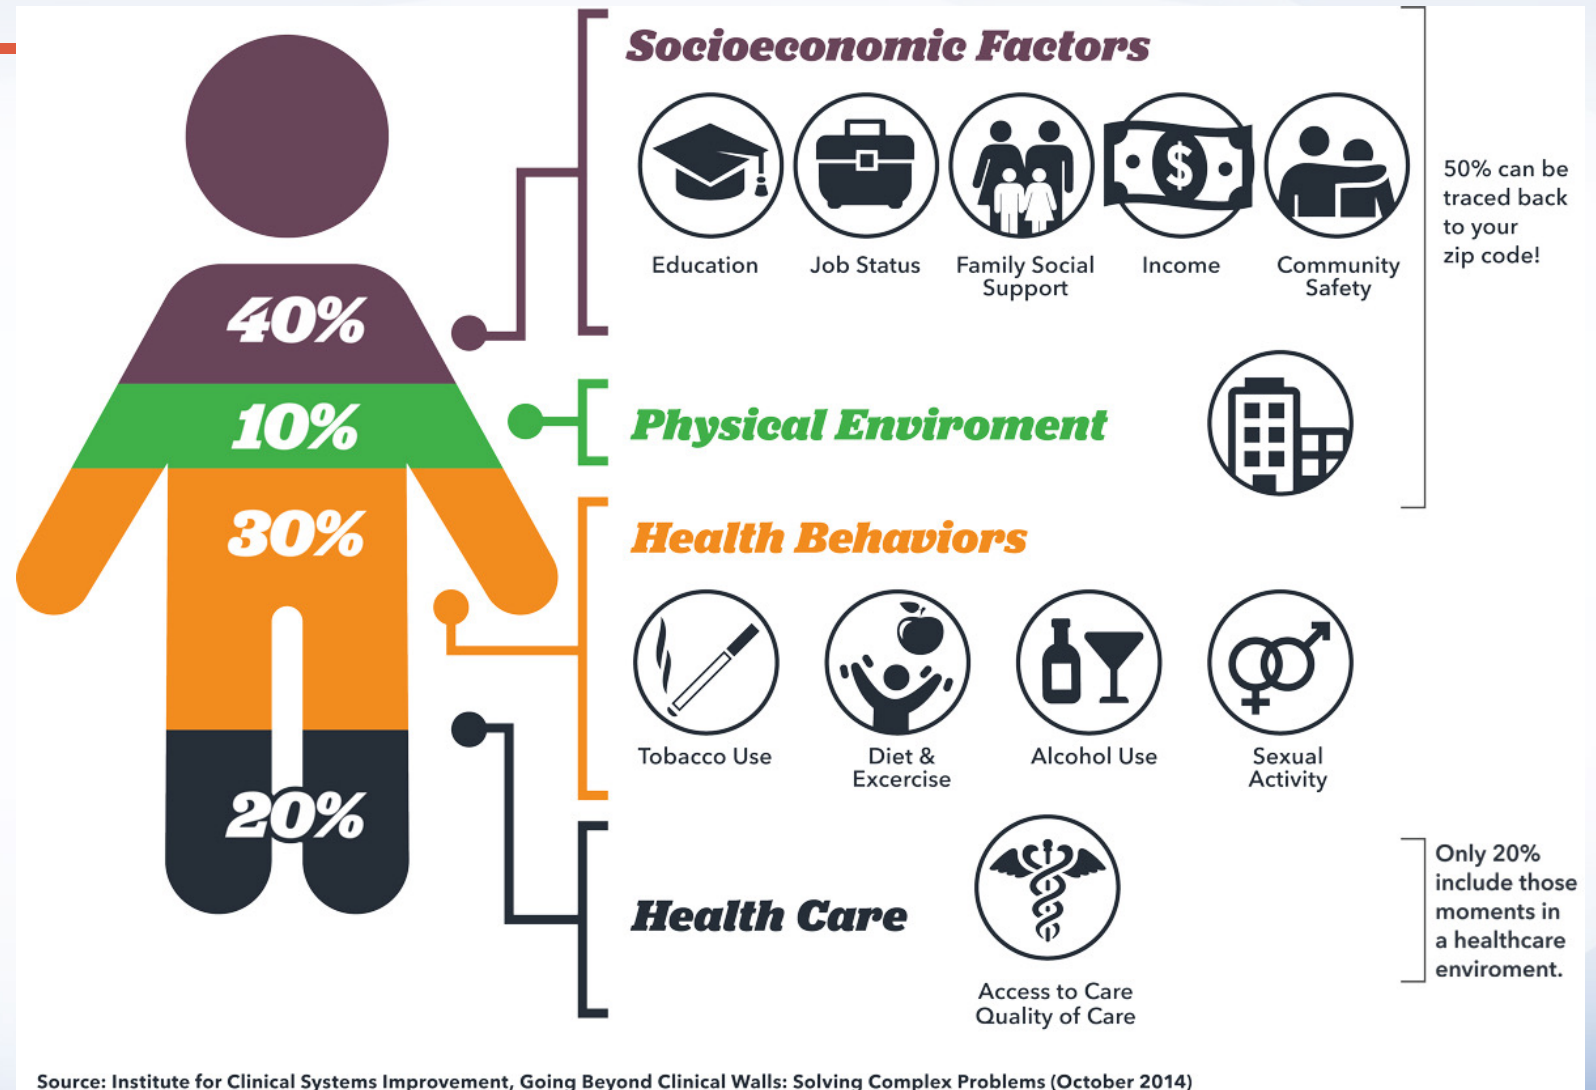 Socioeconomic Factors
Education
Job Status
Family Social
Support
Income
Community
Safety
50% can be
traced back
to your
zip code!
40%
10%
Physical Enviroment
30%
Health Behaviors
Tobacco Use
Diet &
Excercise
Alcohol Use
Sexual
Activity
20%
Health Care
Access to Care
Quality of Care
Only 20%
include those
moments in
a healthcare
enviroment.
$
Source: Institute for Clinical Systems Improvement, Going Beyond Clinical Walls: Solving Complex Problems (October 2014)